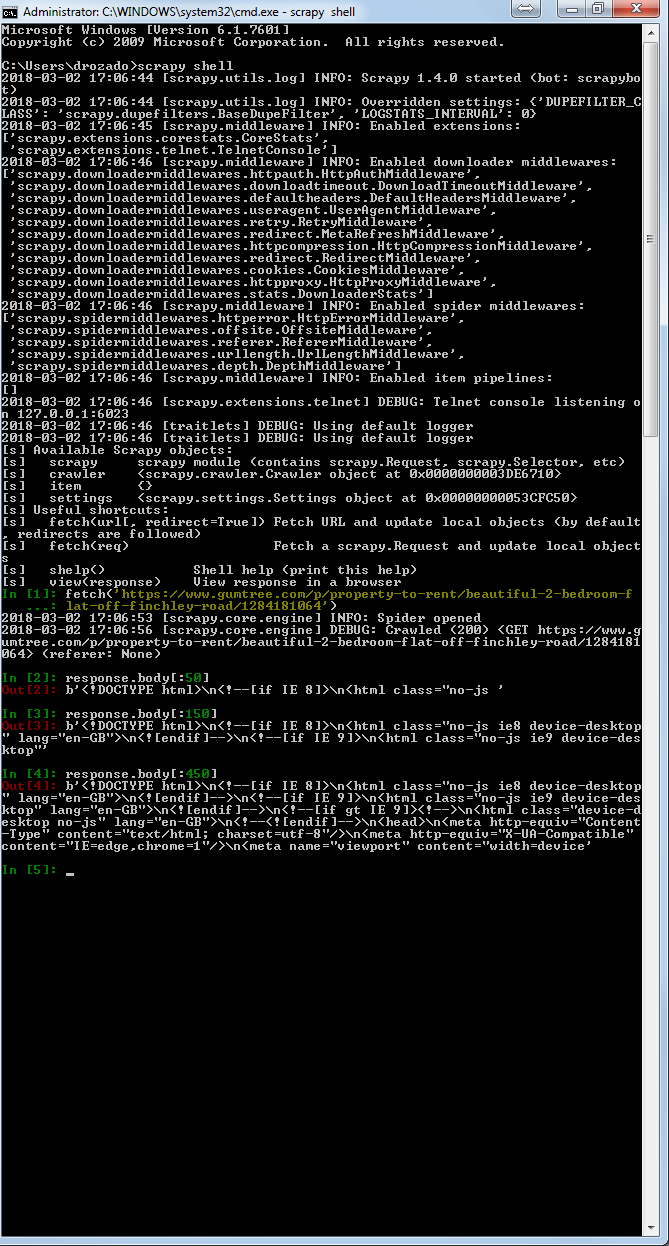 Administrator: C:\WINDOWS\system32\cmd.exe - scrapy  shell
Microsoft Windows [Version 6.1.7601]
Copyright (c) 2009 Microsoft Corporation.  All rights reserved.
C:\Users\drozado>scrapy shell
2018-03-02 17:06:44 [scrapy.utils.log] INFO: Scrapy 1.4.0 started (bot: scrapybo
t)
2018-03-02 17:06:44 [scrapy.utils.log] INFO: Overridden settings: {'DUPEFILTER_C
LASS': 'scrapy.dupefilters.BaseDupeFilter', 'LOGSTATS_INTERVAL': 0}
2018-03-02 17:06:45 [scrapy.middleware] INFO: Enabled extensions:
['scrapy.extensions.corestats.CoreStats',
 'scrapy.extensions.telnet.TelnetConsole']
2018-03-02 17:06:46 [scrapy.middleware] INFO: Enabled downloader middlewares:
['scrapy.downloadermiddlewares.httpauth.HttpAuthMiddleware',
 'scrapy.downloadermiddlewares.downloadtimeout.DownloadTimeoutMiddleware',
 'scrapy.downloadermiddlewares.defaultheaders.DefaultHeadersMiddleware',
 'scrapy.downloadermiddlewares.useragent.UserAgentMiddleware',
 'scrapy.downloadermiddlewares.retry.RetryMiddleware',
 'scrapy.downloadermiddlewares.redirect.MetaRefreshMiddleware',
 'scrapy.downloadermiddlewares.httpcompression.HttpCompressionMiddleware',
 'scrapy.downloadermiddlewares.redirect.RedirectMiddleware',
 'scrapy.downloadermiddlewares.cookies.CookiesMiddleware',
 'scrapy.downloadermiddlewares.httpproxy.HttpProxyMiddleware',
 'scrapy.downloadermiddlewares.stats.DownloaderStats']
2018-03-02 17:06:46 [scrapy.middleware] INFO: Enabled spider middlewares:
['scrapy.spidermiddlewares.httperror.HttpErrorMiddleware',
 'scrapy.spidermiddlewares.offsite.OffsiteMiddleware',
 'scrapy.spidermiddlewares.referer.RefererMiddleware',
 'scrapy.spidermiddlewares.urllength.UrlLengthMiddleware',
 'scrapy.spidermiddlewares.depth.DepthMiddleware']
2018-03-02 17:06:46 [scrapy.middleware] INFO: Enabled item pipelines:
[]
2018-03-02 17:06:46 [scrapy.extensions.telnet] DEBUG: Telnet console listening o
n 127.0.0.1:6023
2018-03-02 17:06:46 [traitlets] DEBUG: Using default logger
2018-03-02 17:06:46 [traitlets] DEBUG: Using default logger
[s] Available Scrapy objects:
[s]   scrapy     scrapy module (contains scrapy.Request, scrapy.Selector, etc)
[s]   crawler    <scrapy.crawler.Crawler object at 0x0000000003DE6710>
[s]   item       {}
[s]   settings   <scrapy.settings.Settings object at 0x00000000053CFC50>
[s] Useful shortcuts:
[s]   fetch(url[, redirect=True]) Fetch URL and update local objects (by default
, redirects are followed)
[s]   fetch(req)                  Fetch a scrapy.Request and update local object
s
[s]   shelp()           Shell help (print this help)
[s]   view(response)    View response in a browser
In [1]: fetch('https://www.gumtree.com/p/property-to-rent/beautiful-2-bedroom-f
   ...: lat-off-finchley-road/1284181064')
2018-03-02 17:06:53 [scrapy.core.engine] INFO: Spider opened
2018-03-02 17:06:56 [scrapy.core.engine] DEBUG: Crawled (200) <GET https://www.g
umtree.com/p/property-to-rent/beautiful-2-bedroom-flat-off-finchley-road/1284181
064> (referer: None)
In [2]: response.body[:50]
Out[2]: b'<!DOCTYPE html>\n<!--[if IE 8]>\n<html class="no-js '
In [3]: response.body[:150]
Out[3]: b'<!DOCTYPE html>\n<!--[if IE 8]>\n<html class="no-js ie8 device-desktop
" lang="en-GB">\n<![endif]-->\n<!--[if IE 9]>\n<html class="no-js ie9 device-des
ktop"'
In [4]: response.body[:450]
Out[4]: b'<!DOCTYPE html>\n<!--[if IE 8]>\n<html class="no-js ie8 device-desktop
" lang="en-GB">\n<![endif]-->\n<!--[if IE 9]>\n<html class="no-js ie9 device-des
ktop" lang="en-GB">\n<![endif]-->\n<!--[if gt IE 9]><!-->\n<html class="device-d
esktop no-js" lang="en-GB">\n<!--<![endif]-->\n<head>\n<meta http-equiv="Content
-Type" content="text/html; charset=utf-8"/>\n<meta http-equiv="X-UA-Compatible"
content="IE=edge,chrome=1"/>\n<meta name="viewport" content="width=device'
In [5]: _